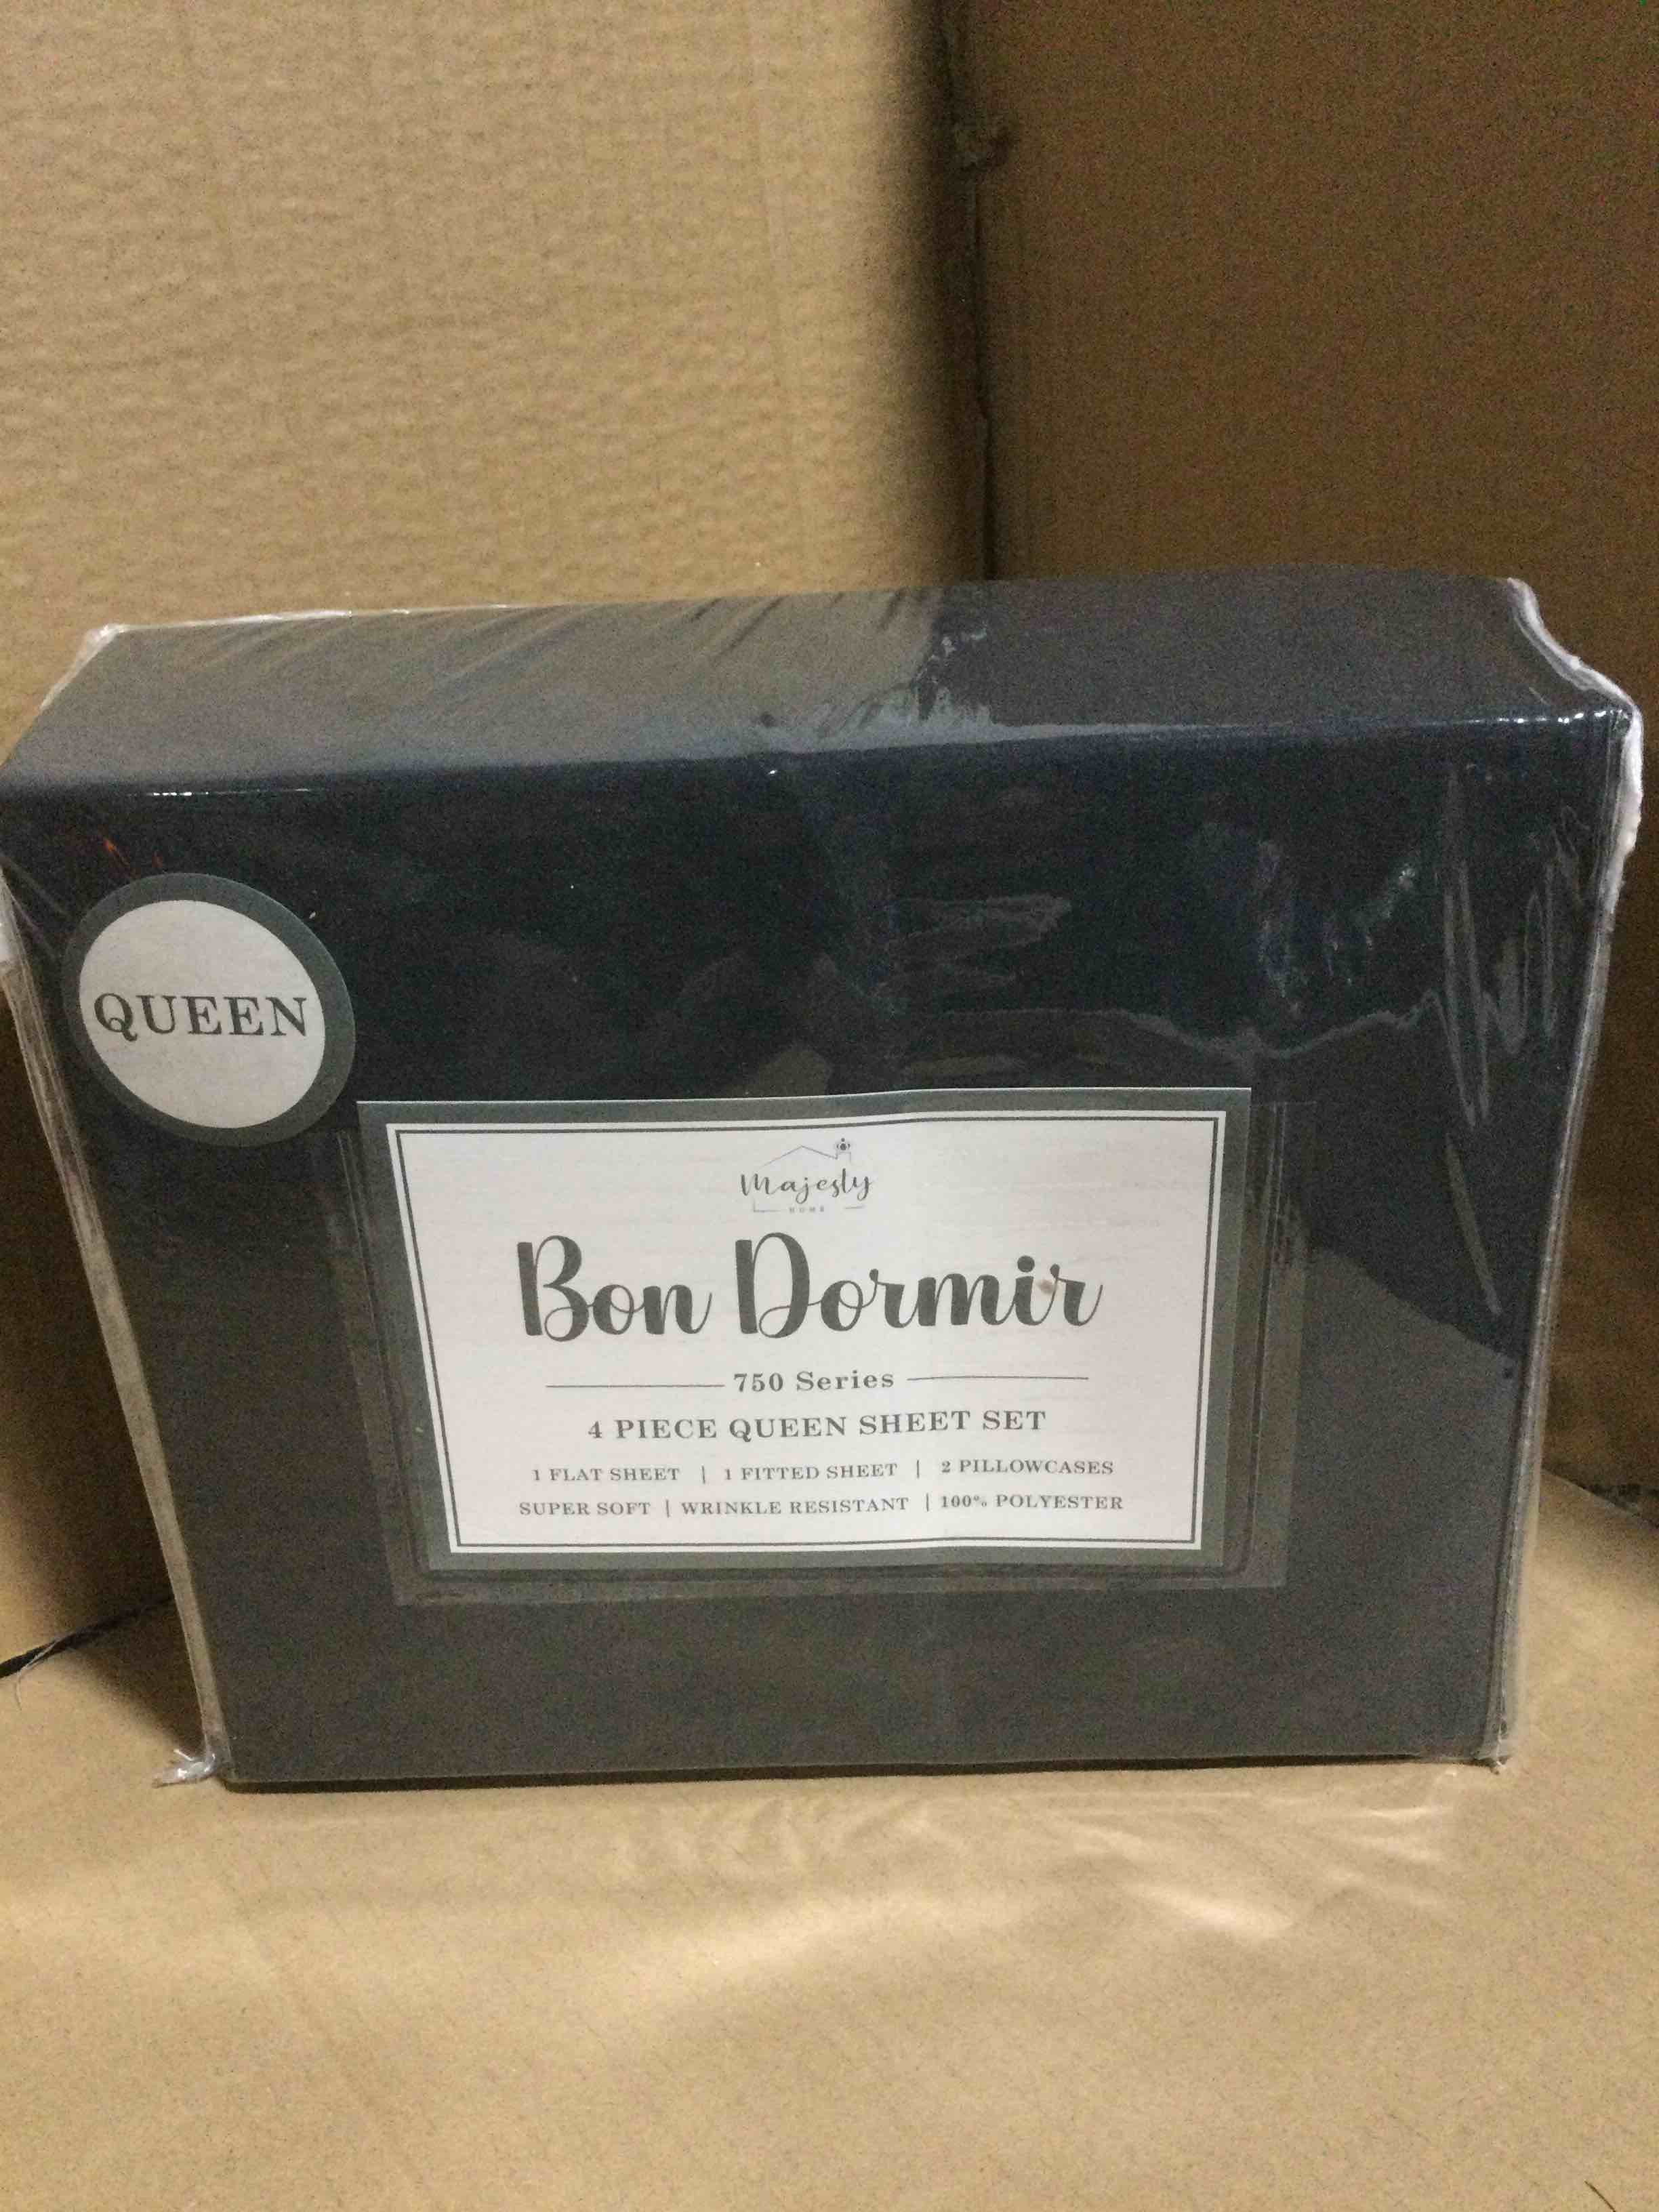 QUEEN
Majesty
HOME
Bon Dormir
750 Series
4 PIECE QUEEN SHEET SET
1 FLAT SHEET | 1 FITTED SHEET | 2 PILLOWCASES
SUPER SOFT | WRINKLE RESISTANT | 100% POLYESTER